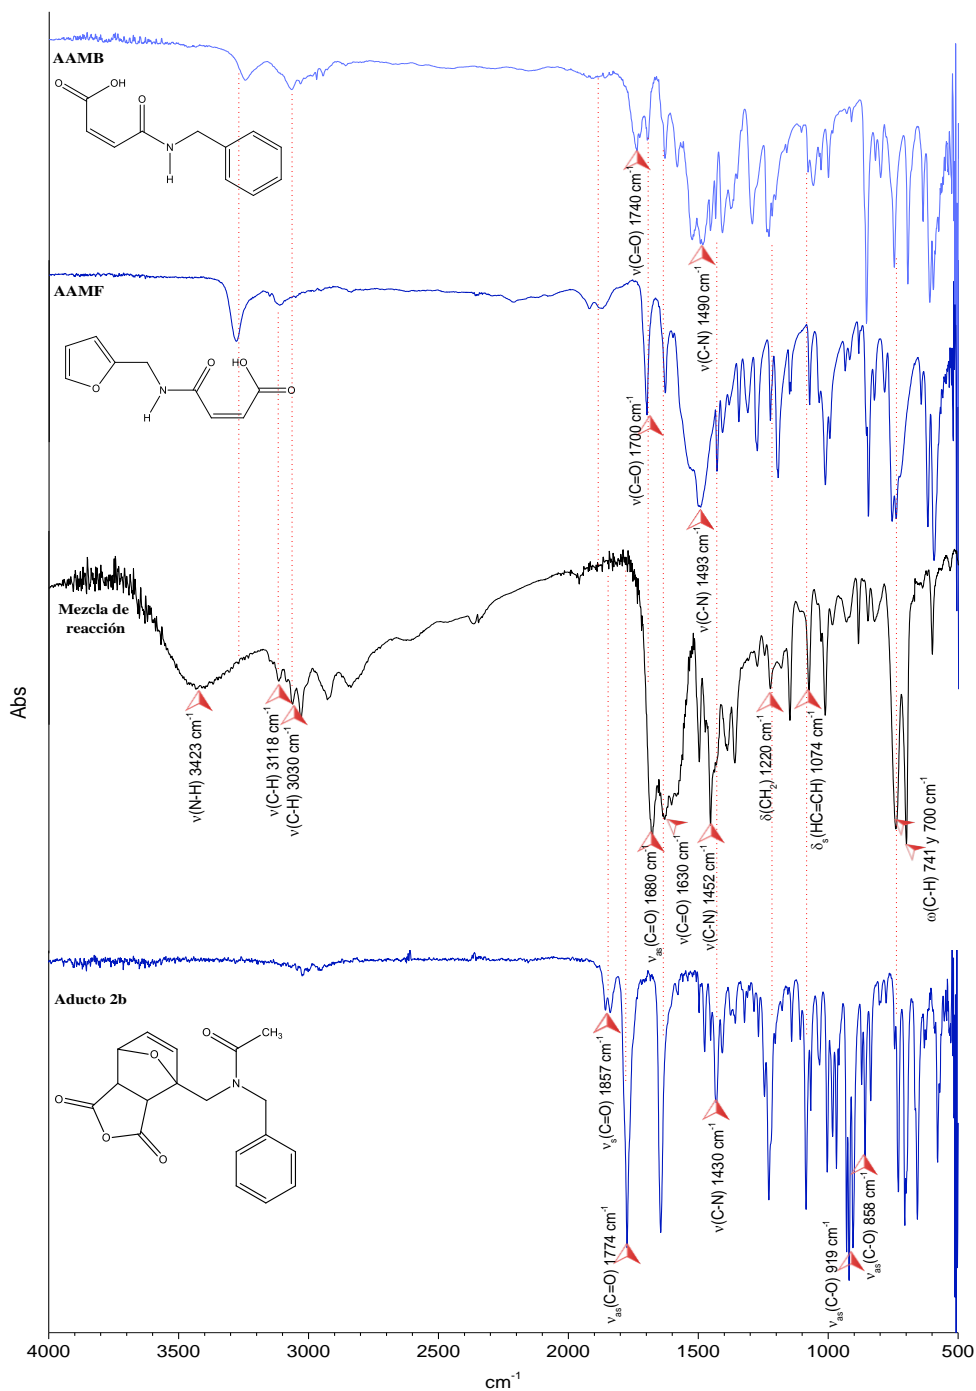 AAMB
O
OH
O
N
H
ν(C=O) 1740 cm⁻¹
ν(C-N) 1490 cm⁻¹
AAMF
O
N
H
O
HO
O
ν(C=O) 1700 cm⁻¹
ν(C-N) 1493 cm⁻¹
Mezcla de
reacción
ν(N-H) 3423 cm⁻¹
ν(C-H) 3118 cm⁻¹
ν(C-H) 3030 cm⁻¹
νas(C=O) 1680 cm⁻¹
ν(C=O) 1630 cm⁻¹
ν(C-N) 1452 cm⁻¹
δ(CH₂) 1220 cm⁻¹
δs(HC=CH) 1074 cm⁻¹
ω(C-H) 741 y 700 cm⁻¹
Aducto 2b
O
O
CH₃
N
O
O
O
νs(C=O) 1857 cm⁻¹
νas(C=O) 1774 cm⁻¹
ν(C-N) 1430 cm⁻¹
νas(C-O) 919 cm⁻¹
νas(C-O) 858 cm⁻¹
Abs
4000 3500 3000 2500 2000 1500 1000 500
cm⁻¹